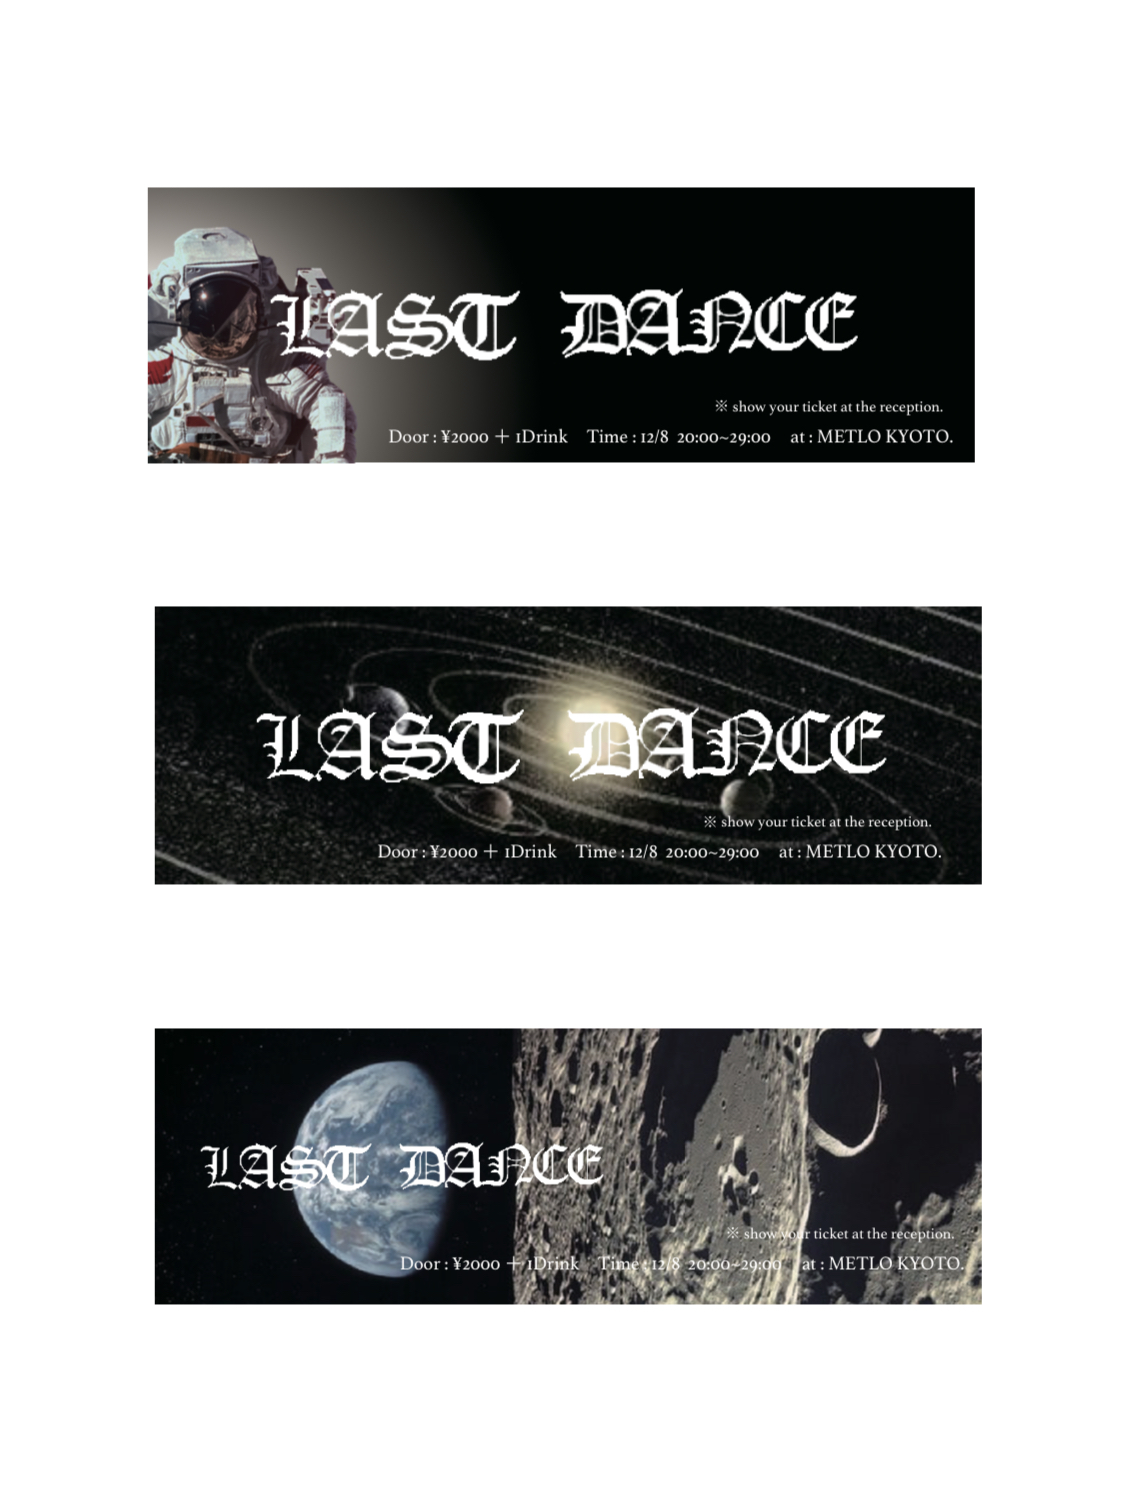 LAST DANCE
※ show your ticket at the reception.
Door : ¥2000 + 1Drink Time : 12/8 20:00~29:00 at : METLO KYOTO.
LAST DANCE
※ show your ticket at the reception.
Door : ¥2000 + 1Drink Time : 12/8 20:00~29:00 at : METLO KYOTO.
LAST DANCE
※ show your ticket at the reception.
Door : ¥2000 + 1Drink Time : 12/8 20:00~29:00 at : METLO KYOTO.